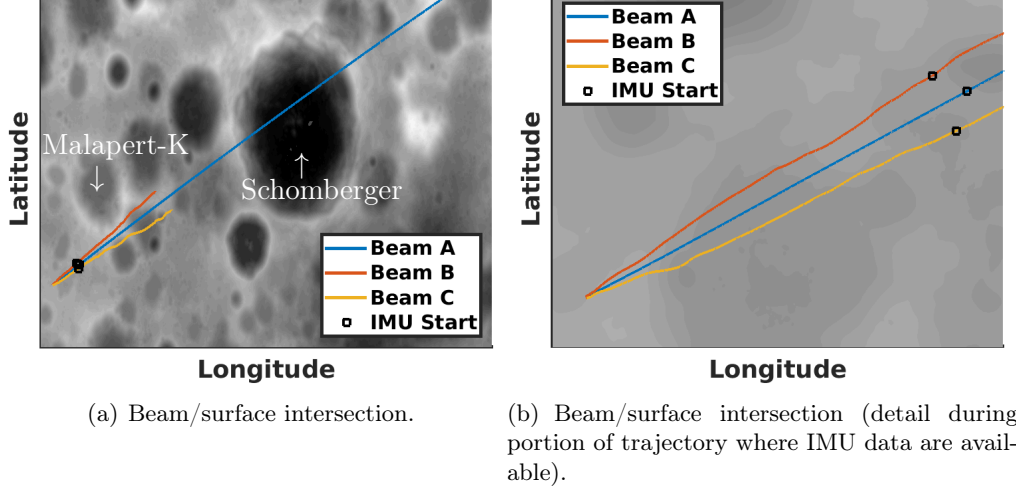 Latitude
Malapert-K
↓
↑
Schomberger
Beam A
Beam B
Beam C
IMU Start
Longitude
(a) Beam/surface intersection.
Beam A
Beam B
Beam C
IMU Start
Latitude
Longitude
(b) Beam/surface intersection (detail during
portion of trajectory where IMU data are avail-
able).